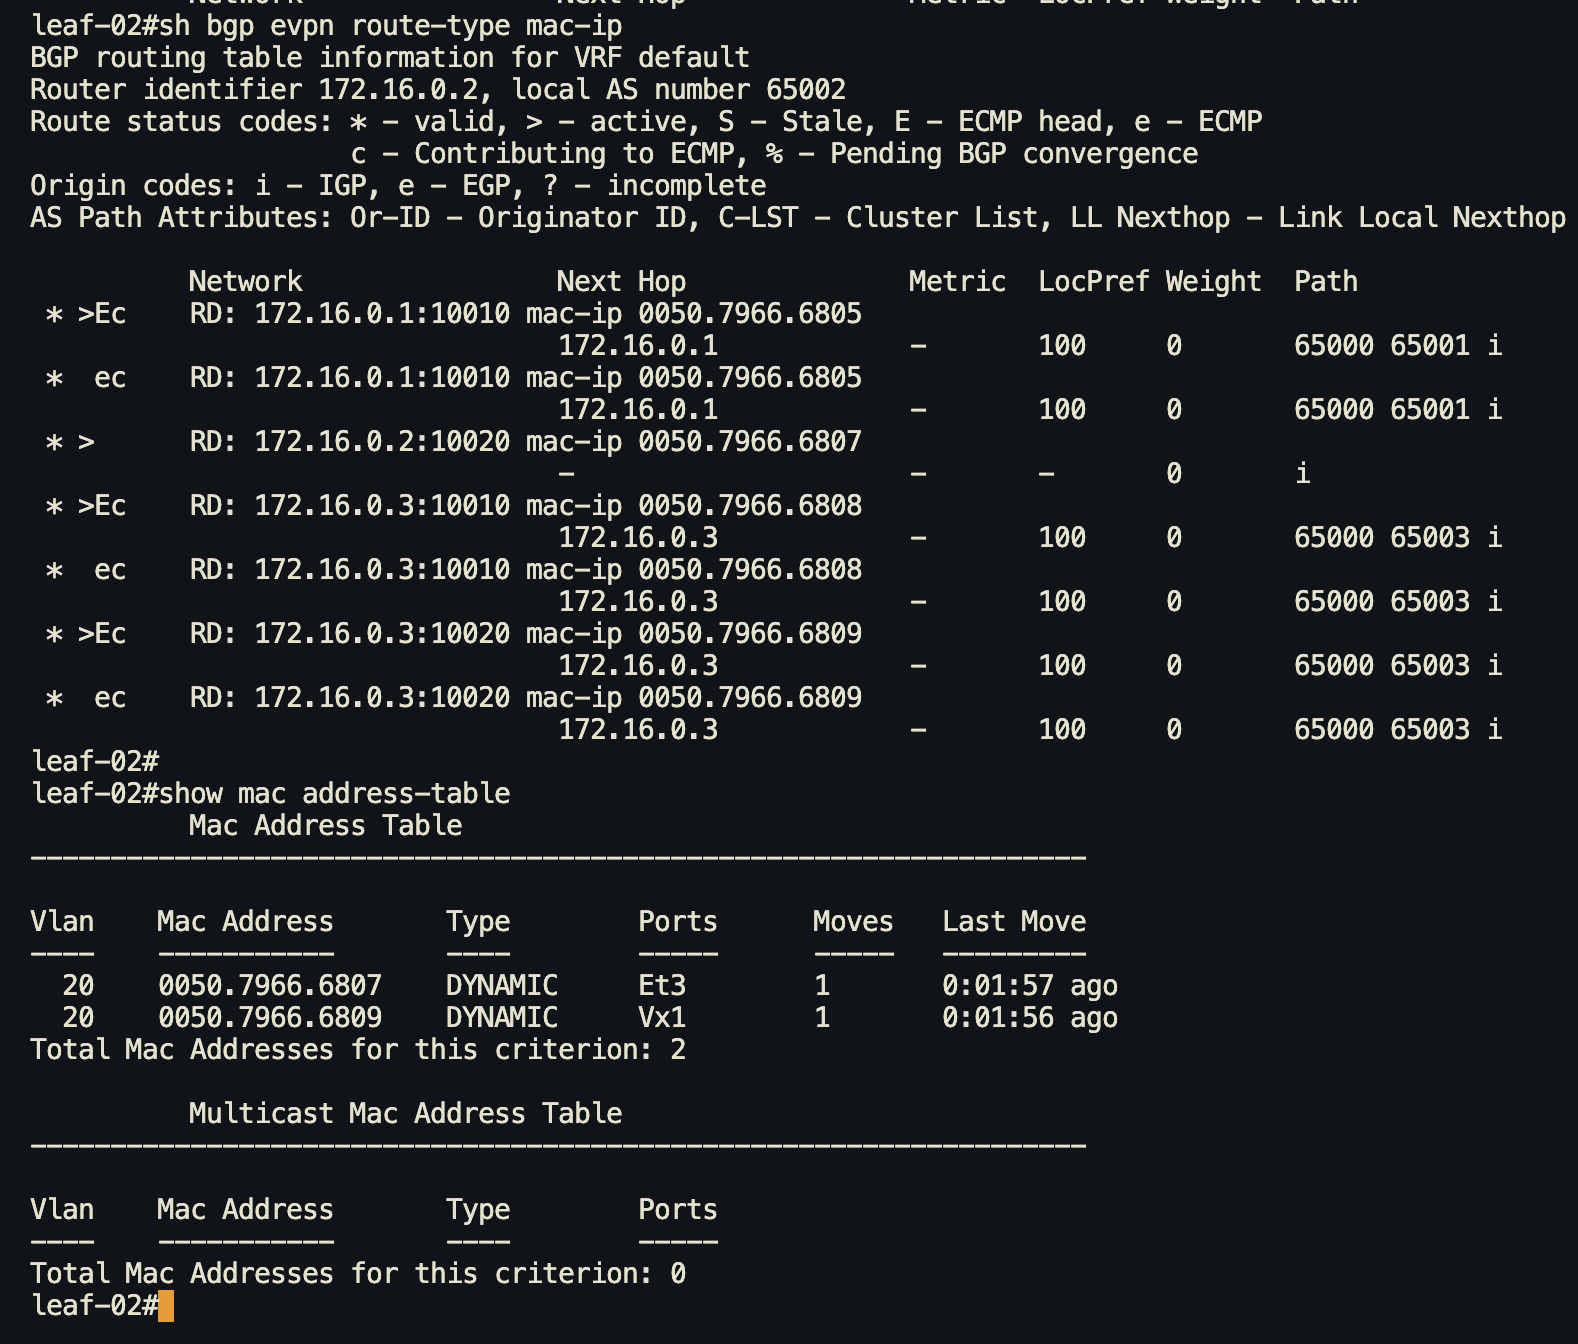 Network Next Hop Metric LocPref Weight Path
leaf-02#sh bgp evpn route-type mac-ip
BGP routing table information for VRF default
Router identifier 172.16.0.2, local AS number 65002
Route status codes: * - valid, > - active, S - Stale, E - ECMP head, e - ECMP
c - Contributing to ECMP, % - Pending BGP convergence
Origin codes: i - IGP, e - EGP, ? - incomplete
AS Path Attributes: Or-ID - Originator ID, C-LST - Cluster List, LL Nexthop - Link Local Nexthop
Network Next Hop Metric LocPref Weight Path
* >Ec RD: 172.16.0.1:10010 mac-ip 0050.7966.6805
172.16.0.1 - 100 0 65000 65001 i
* ec RD: 172.16.0.1:10010 mac-ip 0050.7966.6805
172.16.0.1 - 100 0 65000 65001 i
* > RD: 172.16.0.2:10020 mac-ip 0050.7966.6807
- - - 0 i
* >Ec RD: 172.16.0.3:10010 mac-ip 0050.7966.6808
172.16.0.3 - 100 0 65000 65003 i
* ec RD: 172.16.0.3:10010 mac-ip 0050.7966.6808
172.16.0.3 - 100 0 65000 65003 i
* >Ec RD: 172.16.0.3:10020 mac-ip 0050.7966.6809
172.16.0.3 - 100 0 65000 65003 i
* ec RD: 172.16.0.3:10020 mac-ip 0050.7966.6809
172.16.0.3 - 100 0 65000 65003 i
leaf-02#
leaf-02#show mac address-table
Mac Address Table
------------------------------------------------------------------
Vlan Mac Address Type Ports Moves Last Move
---- ----------- ---- ----- ----- ---------
20 0050.7966.6807 DYNAMIC Et3 1 0:01:57 ago
20 0050.7966.6809 DYNAMIC Vx1 1 0:01:56 ago
Total Mac Addresses for this criterion: 2
Multicast Mac Address Table
------------------------------------------------------------------
Vlan Mac Address Type Ports
---- ----------- ---- -----
Total Mac Addresses for this criterion: 0
leaf-02#